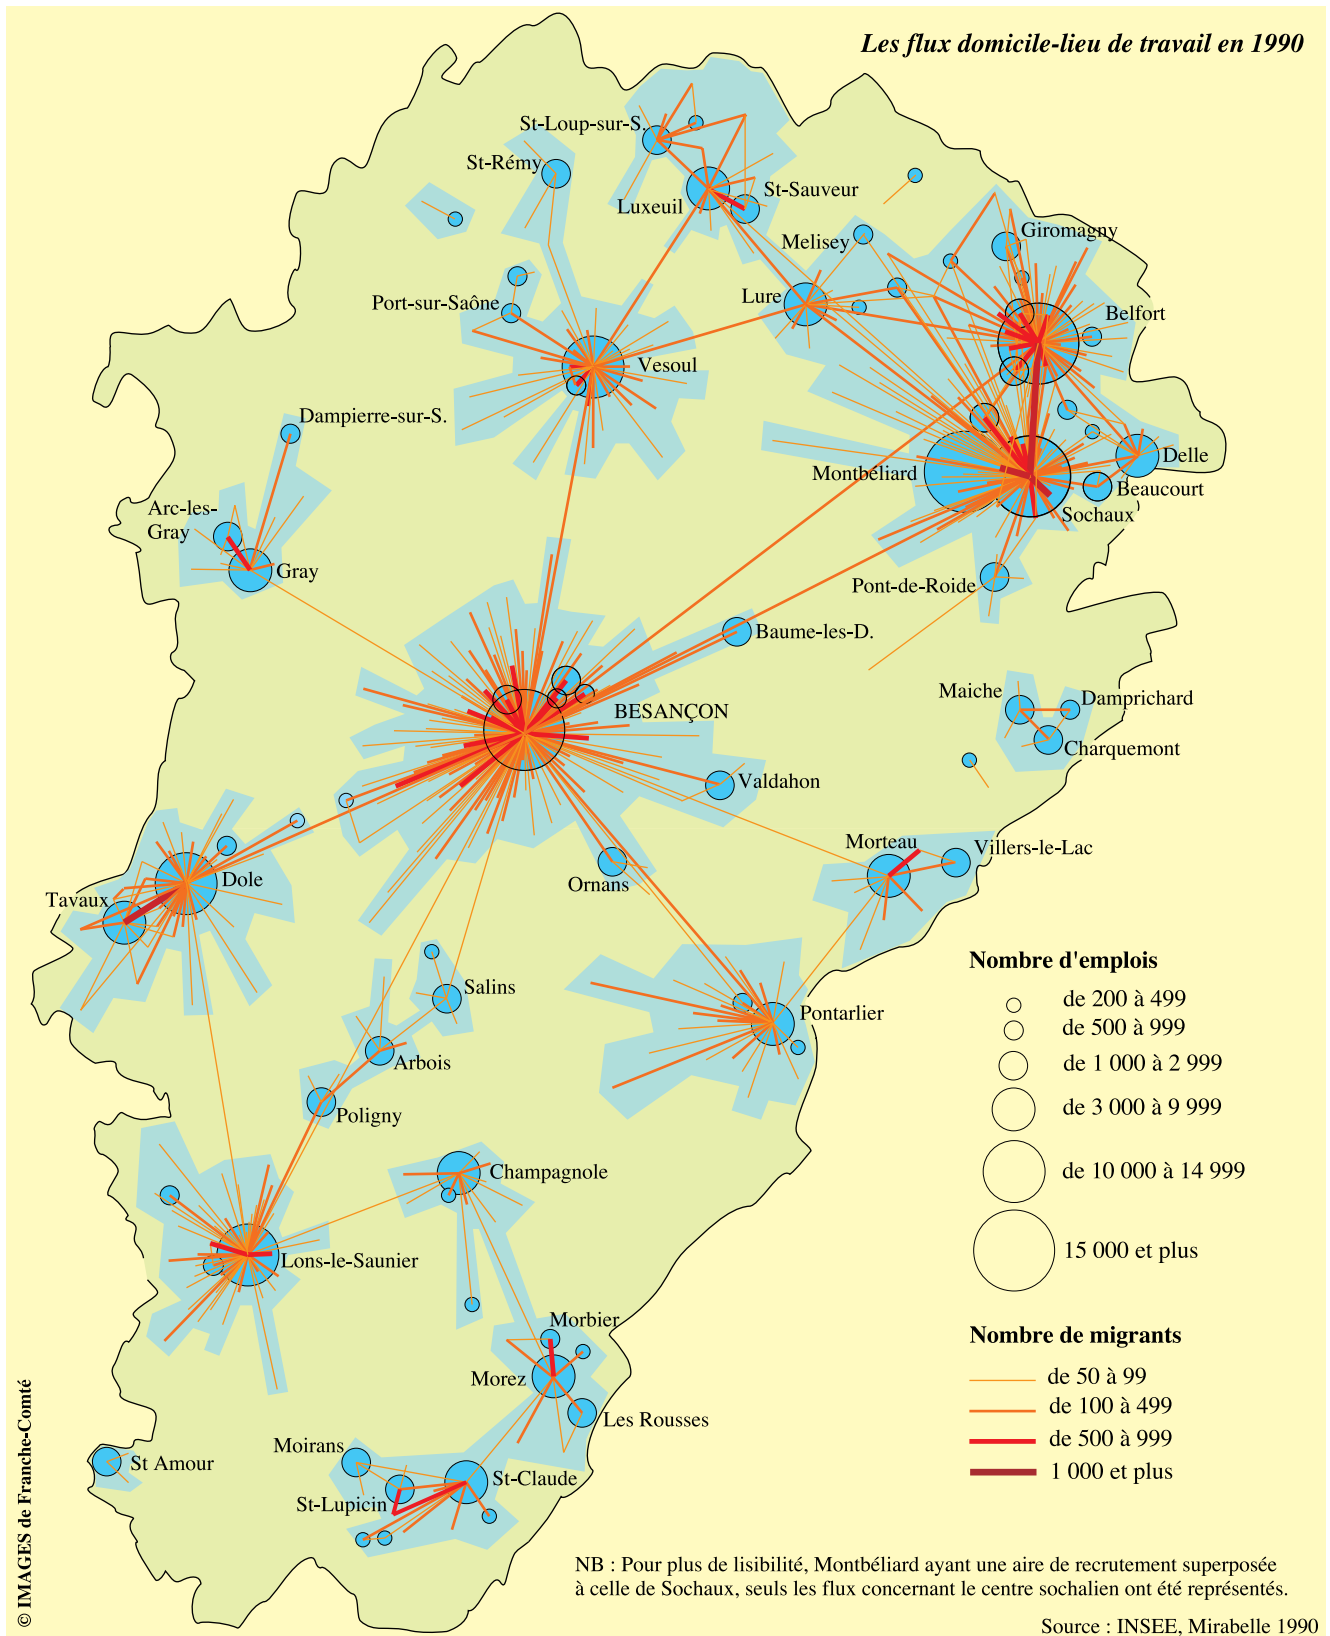 Les flux domicile-lieu de travail en 1990
St-Loup-sur-S.
St-Rémy
St-Sauveur
Luxeuil
Melisey
Giromagny
Port-sur-Saône
Lure
Belfort
Vesoul
Dampierre-sur-S.
Montbéliard
Delle
Beaucourt
Sochaux
Arc-les-
Gray
Gray
Pont-de-Roide
Baume-les-D.
Maiche
Damprichard
BESANÇON
Charquemont
Valdahon
Morteau
Villers-le-Lac
Dole
Ornans
Tavaux
Salins
Pontarlier
Arbois
Poligny
Champagnole
Lons-le-Saunier
Morbier
Morez
Les Rousses
Moirans
St Amour
St-Claude
St-Lupicin
Nombre d'emplois
de 200 à 499
de 500 à 999
de 1 000 à 2 999
de 3 000 à 9 999
de 10 000 à 14 999
15 000 et plus
Nombre de migrants
de 50 à 99
de 100 à 499
de 500 à 999
1 000 et plus
© IMAGES de Franche-Comté
NB : Pour plus de lisibilité, Montbéliard ayant une aire de recrutement superposée
à celle de Sochaux, seuls les flux concernant le centre sochalien ont été représentés.
Source : INSEE, Mirabelle 1990